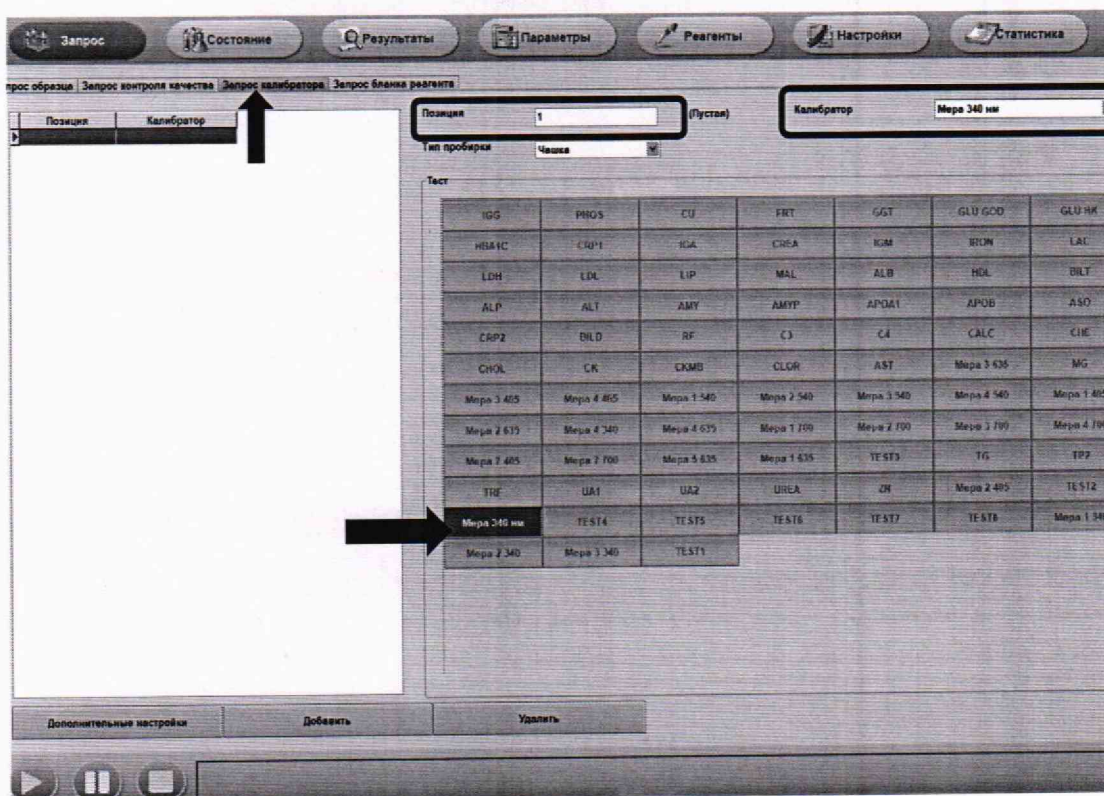 Запрос Состояние Результаты Параметры Реагенты Настройки Статистика
прос образца Запрос контроля качества Запрос калибратора Запрос бланка реагента
Позиция Калибратор
Позиция 1 (Пустая) Калибратор Мера 340 нм
Тип пробирки Чашка
Тест
IGG PHOS CU FRT GGT GLU GOD GLU HK
HBA1C CRP1 IGA CREA IGM IRON LAC
LDH LDL LIP MAL ALB HDL BILT
ALP ALT AMY AMYP APOA1 APOB ASO
CRP2 BILD RF C3 C4 CALC CHE
CHOL CK CKMB CLOR AST Мера 3 635 MG
Мера 3 405 Мера 4 405 Мера 1 540 Мера 2 540 Мера 3 540 Мера 4 540 Мера 1 405
Мера 2 635 Мера 4 340 Мера 4 635 Мера 1 700 Мера 2 700 Мера 3 700 Мера 4 700
Мера 2 700 Мера 5 635 Мера 1 635 TEST3 TG TP2
TRF UA1 UA2 UREA ZN Мера 2 405 TEST2
Мера 340 нм TEST4 TEST5 TEST6 TEST7 TEST8 Мера 1 340
Мера 2 340 Мера 3 340 TEST1
Дополнительные настройки Добавить Удалить